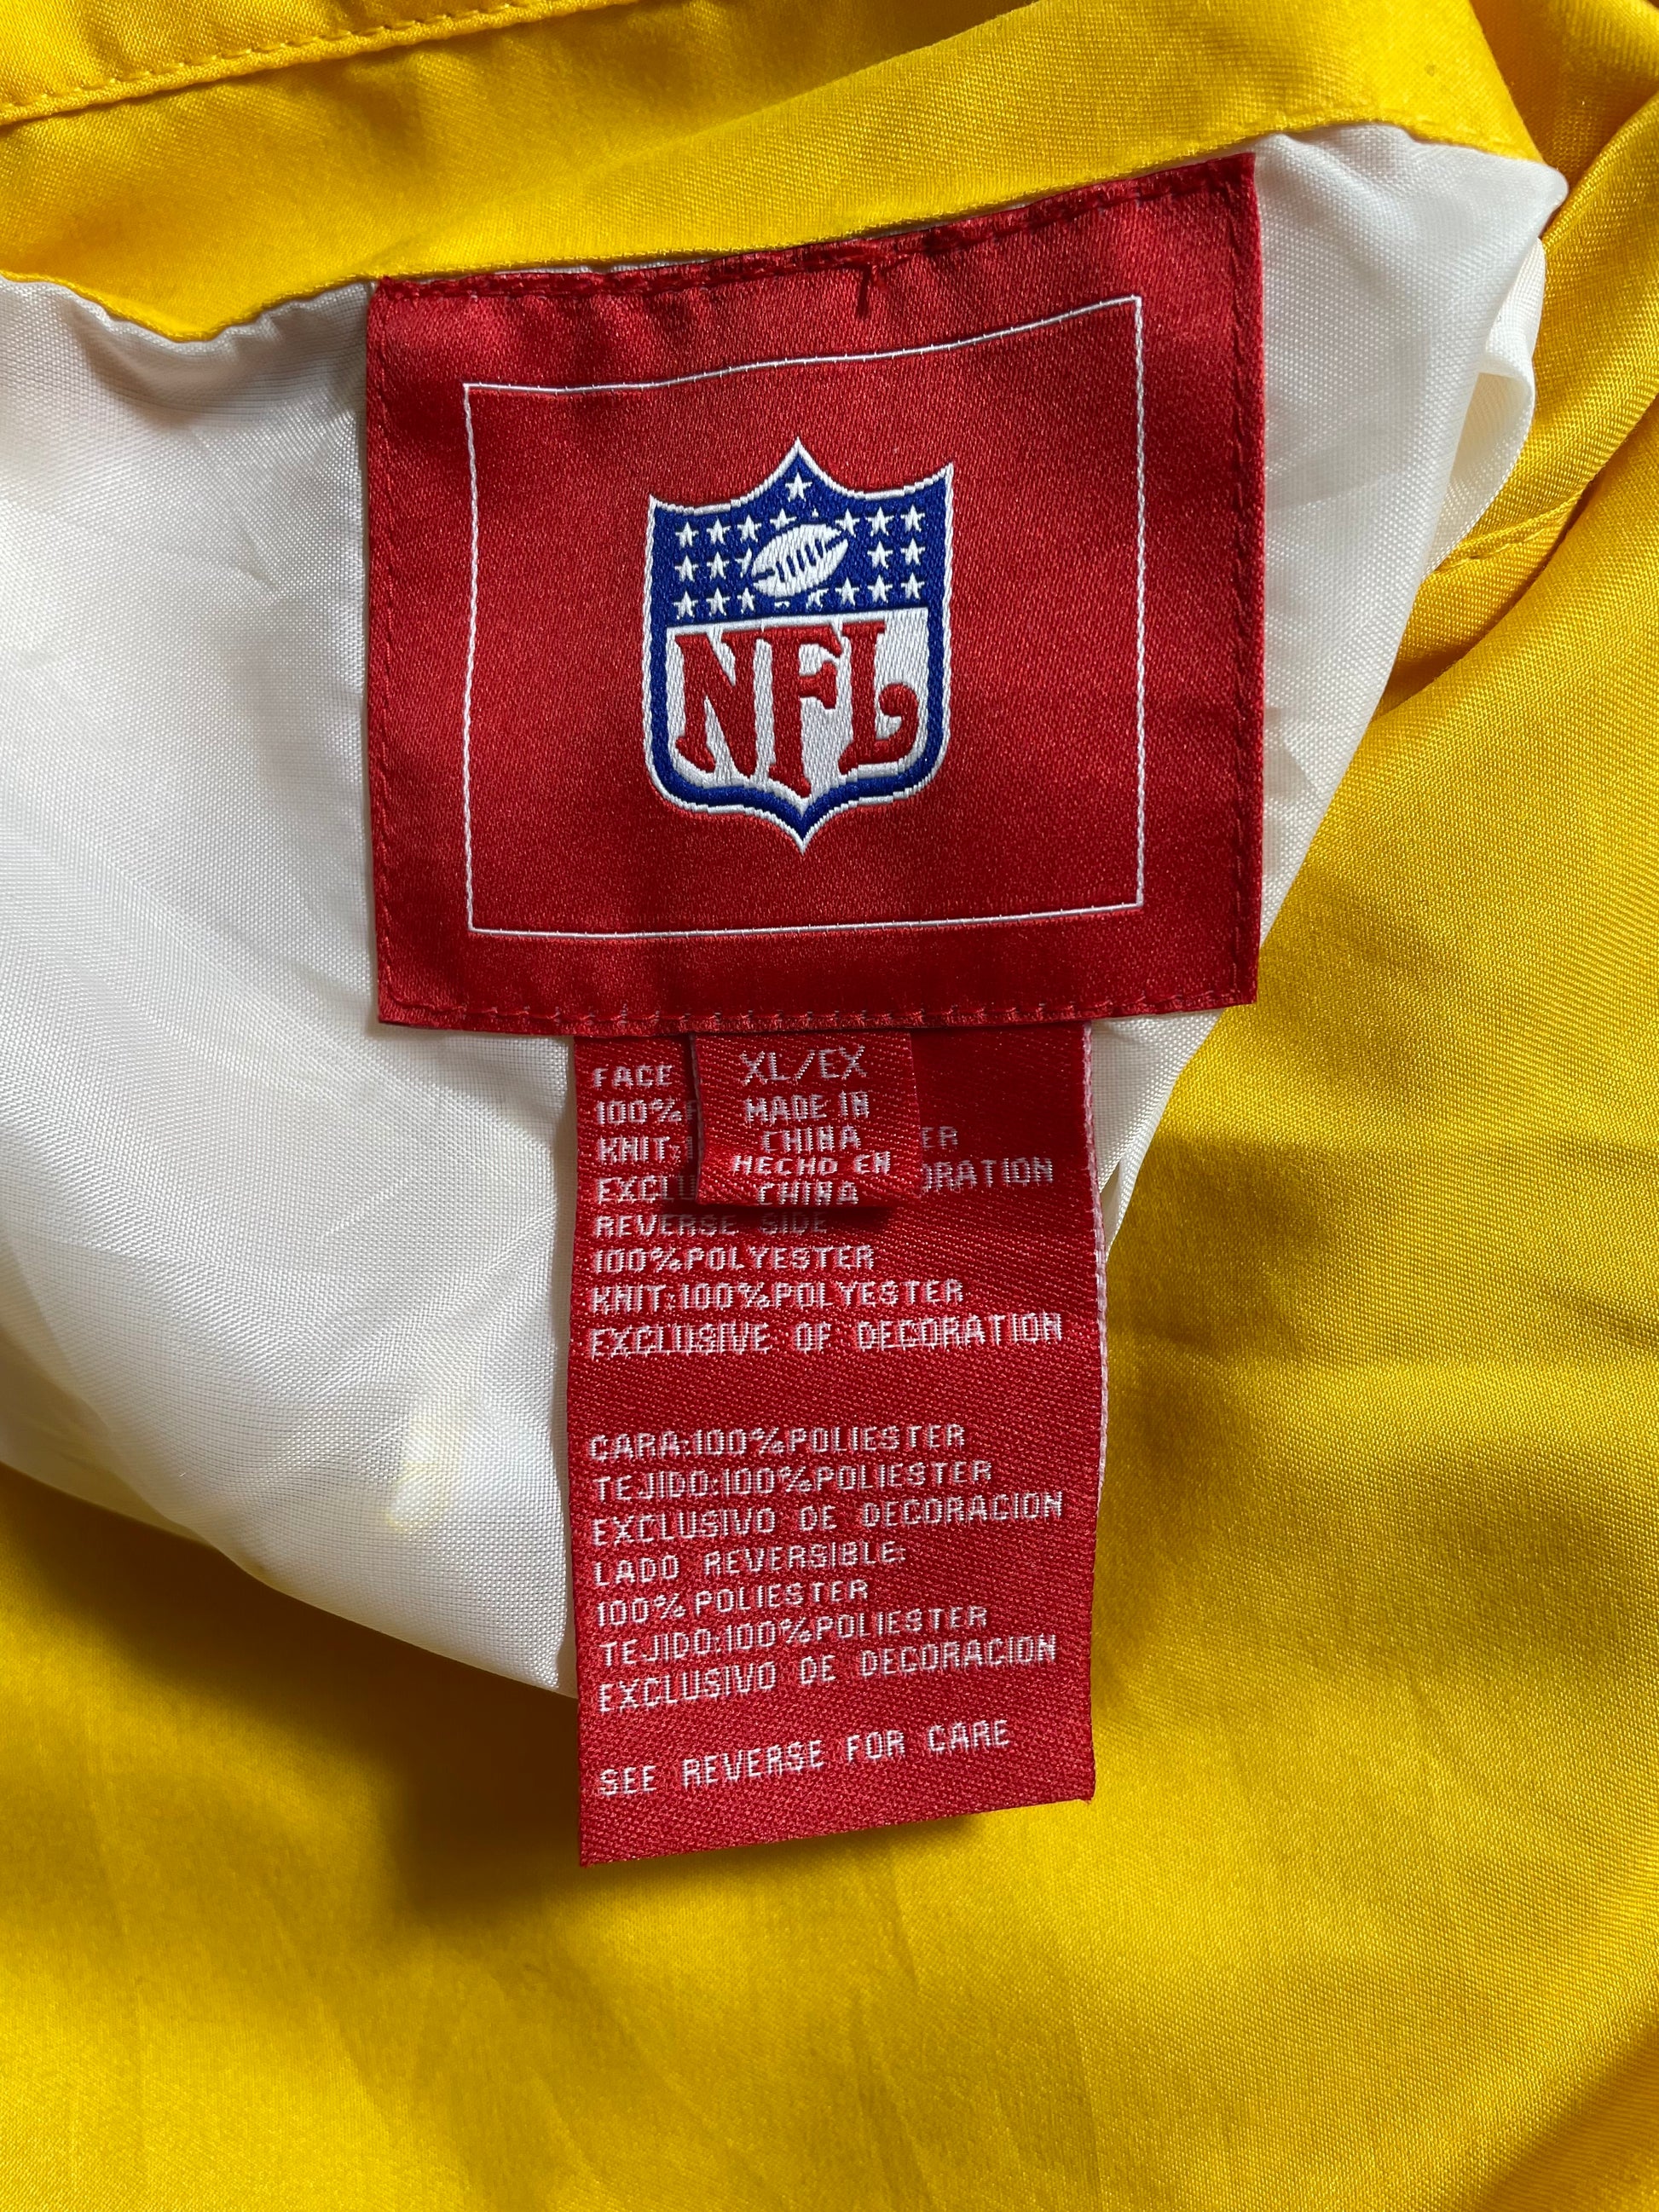 NFL
XL/EX
MADE IN
CHINA
HECHO EN
CHINA
FACE
100%
KNIT:
REVERSE SIDE
100%POLYESTER
KNIT:100%POLYESTER
EXCLUSIVE OF DECORATION
CARA:100%POLIESTER
TEJIDO:100%POLIESTER
EXCLUSIVO DE DECORACION
LADO REVERSIBLE:
100%POLIESTER
TEJIDO:100%POLIESTER
EXCLUSIVO DE DECORACION
SEE REVERSE FOR CARE